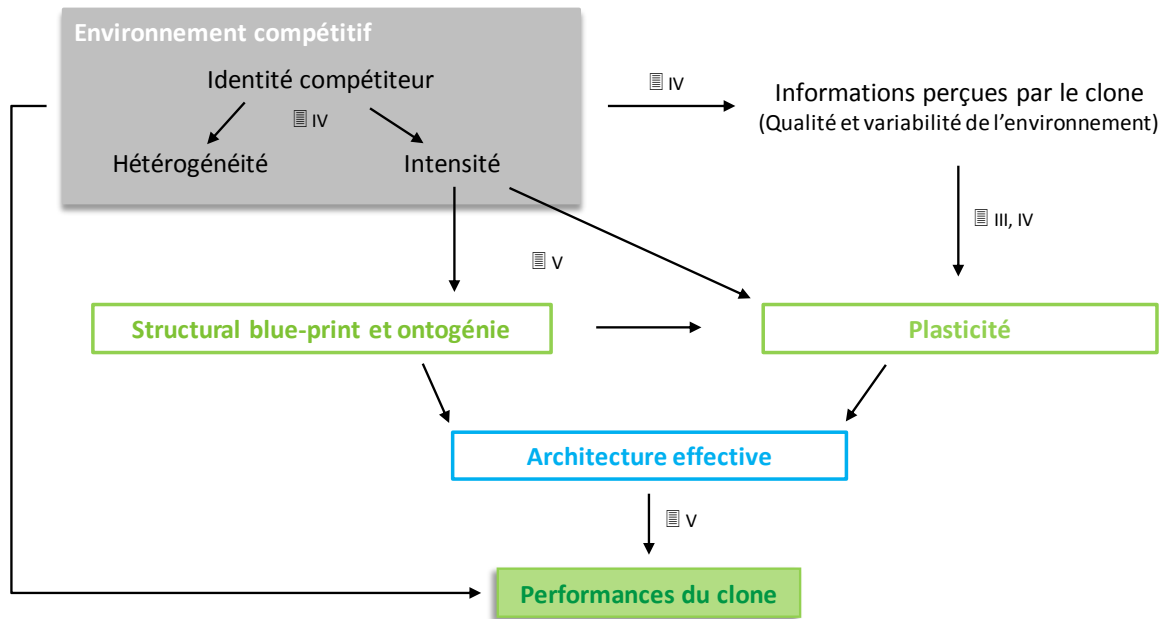 Environnement compétitif
Identité compétiteur
IV
Hétérogénéité
Intensité
IV
Informations perçues par le clone
(Qualité et variabilité de l'environnement)
III, IV
V
Structural blue-print et ontogénie
Plasticité
Architecture effective
V
Performances du clone